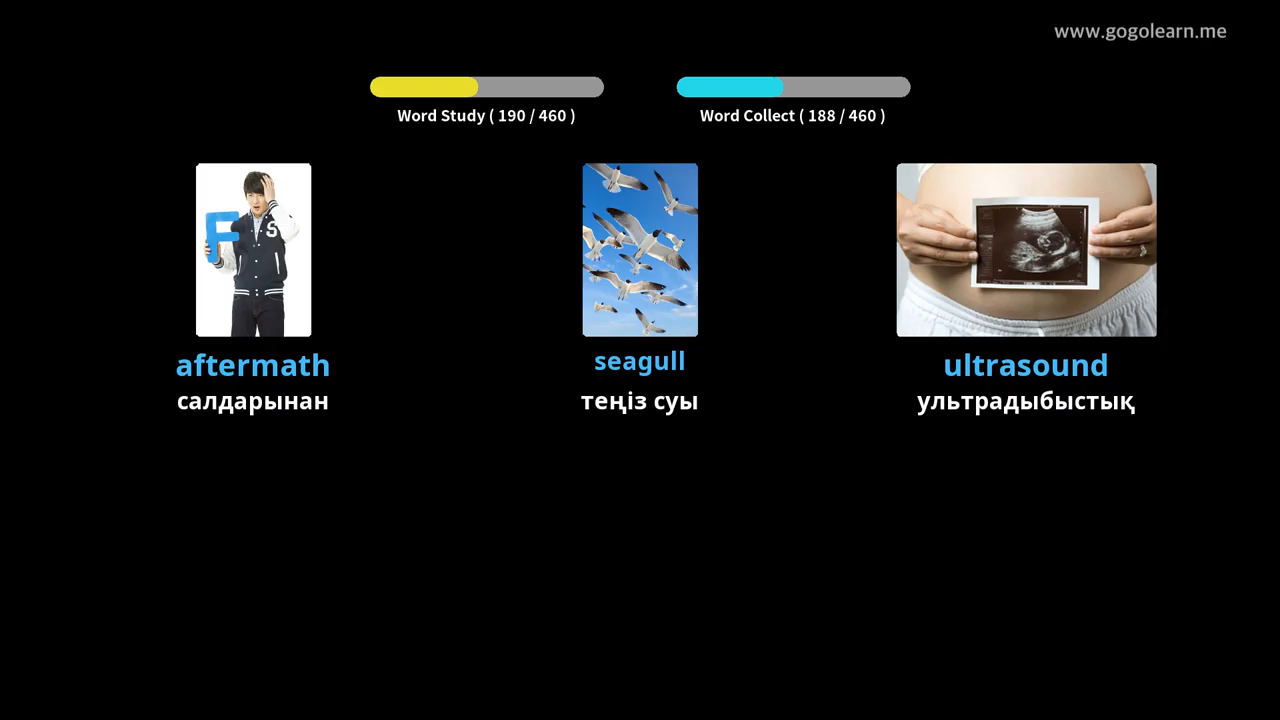 www.gogolearn.me
Word Study ( 190 / 460 )
Word Collect ( 188 / 460 )
F
S
aftermath
seagull
ultrasound
салдарынан
теңіз суы
ультрадыбыстық